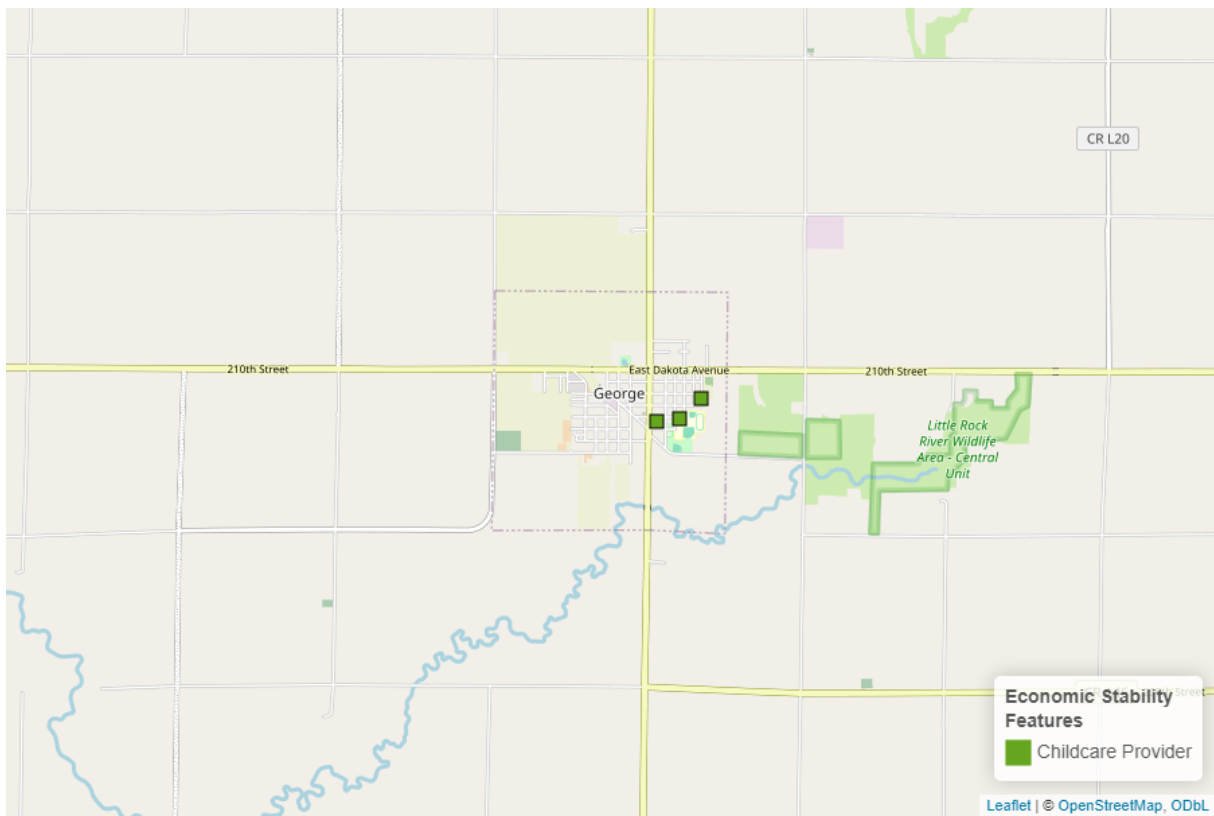 CR L20
210th Street
East Dakota Avenue
210th Street
George
Little Rock
River Wildlife
Area - Central
Unit
Economic Stability
Features
Childcare Provider
Leaflet | © OpenStreetMap, ODbL